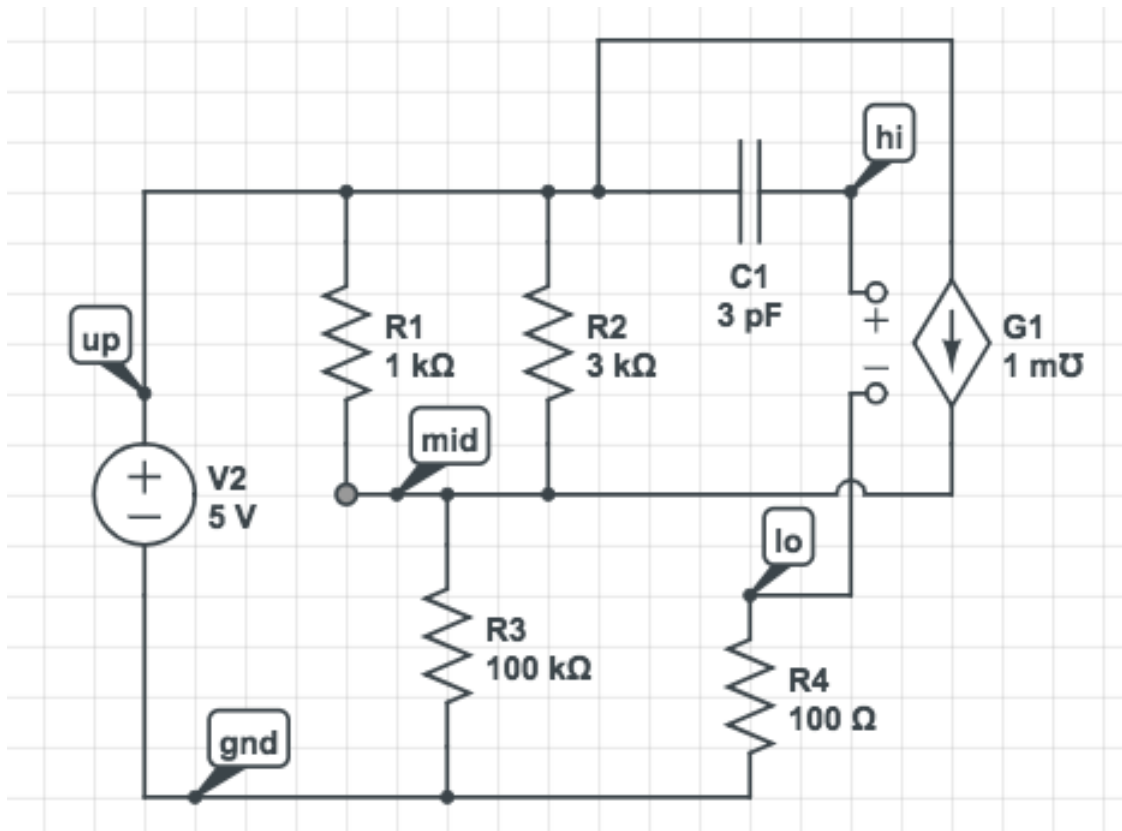 hi
C1
3 pF
+
−
G1
1 m℧
R1
1 kΩ
R2
3 kΩ
up
mid
+
−
V2
5 V
lo
R3
100 kΩ
R4
100 Ω
gnd